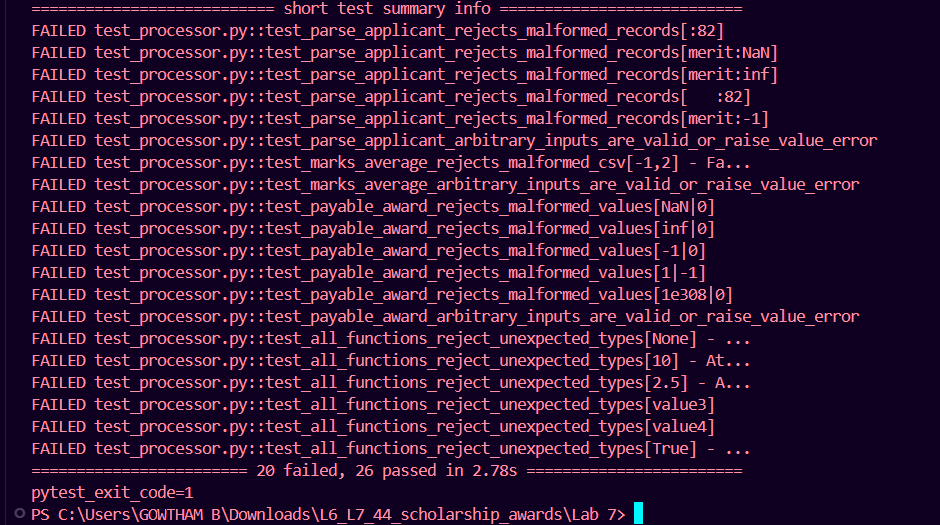 =========================== short test summary info ===========================
FAILED test_processor.py::test_parse_applicant_rejects_malformed_records[:82]
FAILED test_processor.py::test_parse_applicant_rejects_malformed_records[merit:NaN]
FAILED test_processor.py::test_parse_applicant_rejects_malformed_records[merit:inf]
FAILED test_processor.py::test_parse_applicant_rejects_malformed_records[   :82]
FAILED test_processor.py::test_parse_applicant_rejects_malformed_records[merit:-1]
FAILED test_processor.py::test_parse_applicant_arbitrary_inputs_are_valid_or_raise_value_error
FAILED test_processor.py::test_marks_average_rejects_malformed_csv[-1,2] - Fa...
FAILED test_processor.py::test_marks_average_arbitrary_inputs_are_valid_or_raise_value_error
FAILED test_processor.py::test_payable_award_rejects_malformed_values[NaN|0]
FAILED test_processor.py::test_payable_award_rejects_malformed_values[inf|0]
FAILED test_processor.py::test_payable_award_rejects_malformed_values[-1|0]
FAILED test_processor.py::test_payable_award_rejects_malformed_values[1|-1]
FAILED test_processor.py::test_payable_award_rejects_malformed_values[1e308|0]
FAILED test_processor.py::test_payable_award_arbitrary_inputs_are_valid_or_raise_value_error
FAILED test_processor.py::test_all_functions_reject_unexpected_types[None] - ...
FAILED test_processor.py::test_all_functions_reject_unexpected_types[10] - At...
FAILED test_processor.py::test_all_functions_reject_unexpected_types[2.5] - A...
FAILED test_processor.py::test_all_functions_reject_unexpected_types[value3]
FAILED test_processor.py::test_all_functions_reject_unexpected_types[value4]
FAILED test_processor.py::test_all_functions_reject_unexpected_types[True] - ...
======================== 20 failed, 26 passed in 2.78s ========================
pytest_exit_code=1
PS C:\Users\GOWTHAM B\Downloads\L6_L7_44_scholarship_awards\Lab 7>